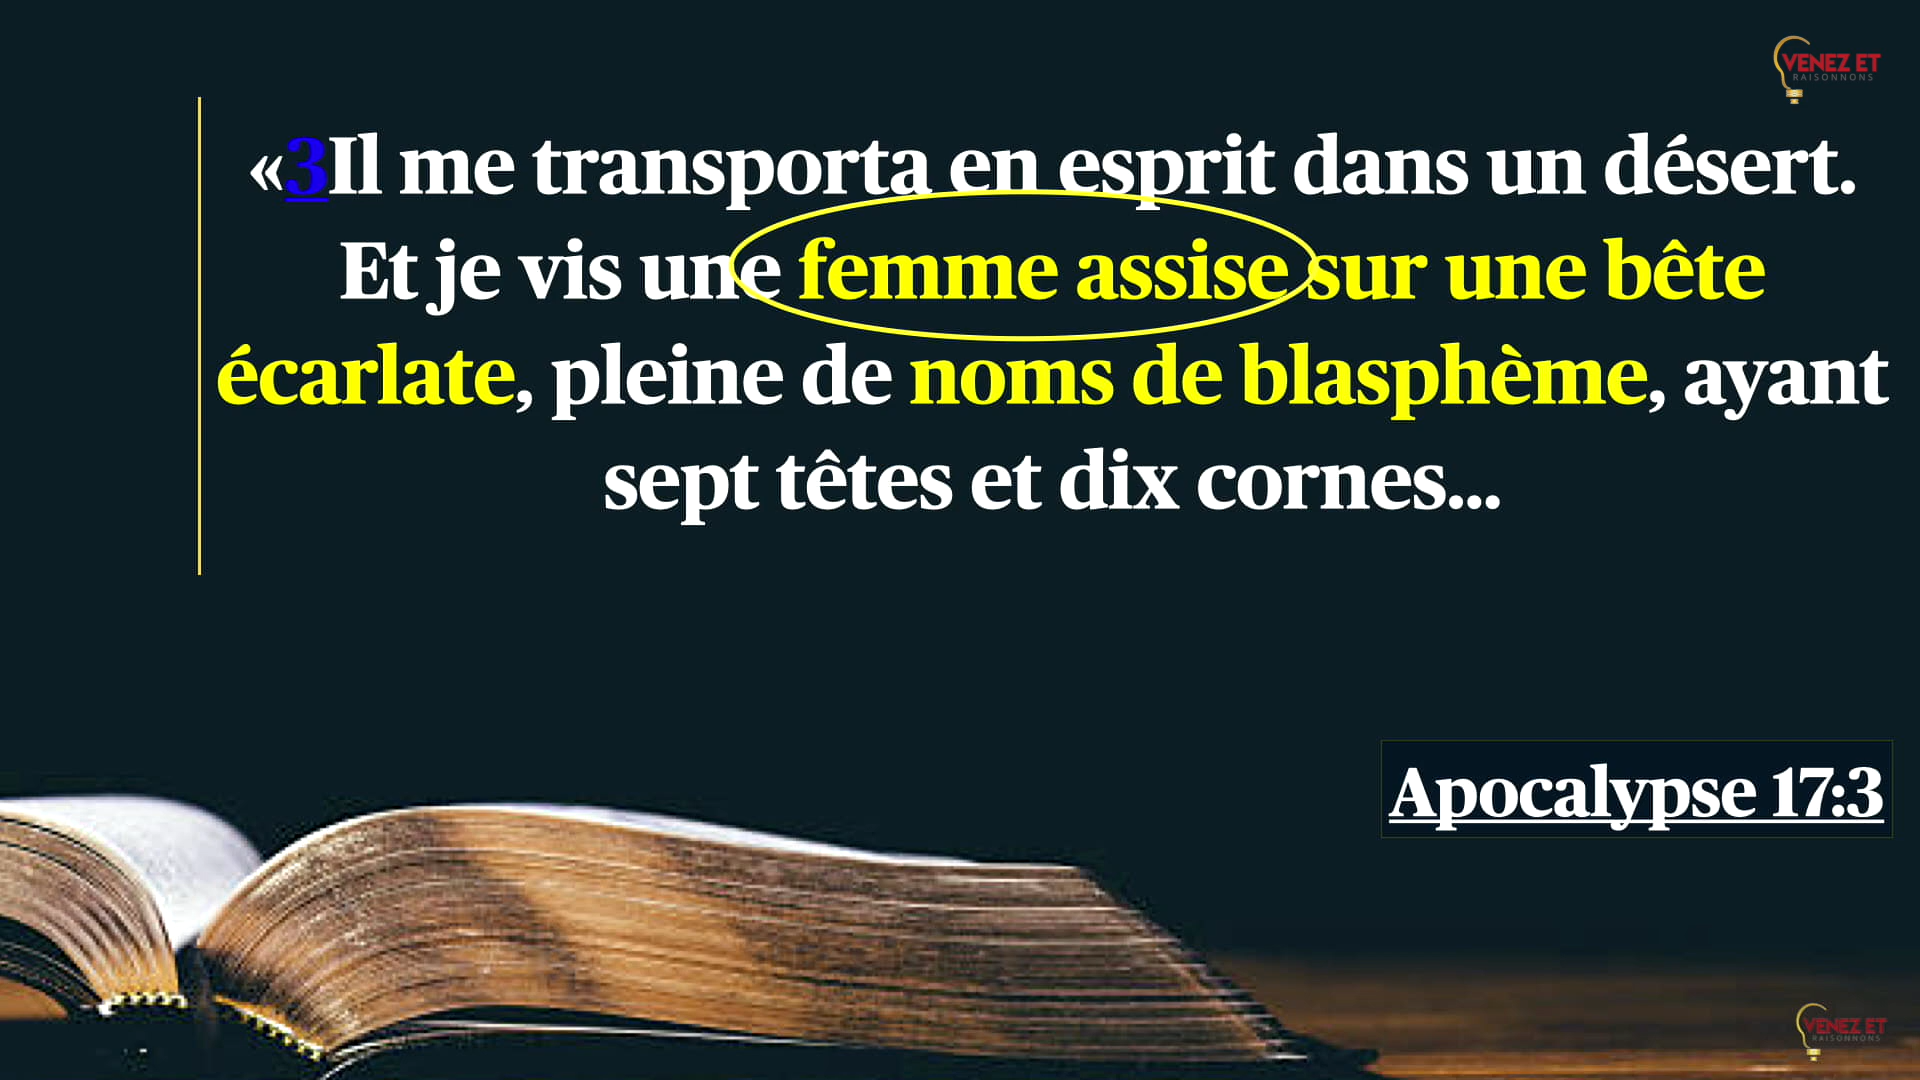 VENEZ ET
RAISONNONS
«3Il me transporta en esprit dans un désert.
Et je vis une femme assise sur une bête
écarlate, pleine de noms de blasphème, ayant
sept têtes et dix cornes...
Apocalypse 17:3
VENEZ ET
RAISONNONS